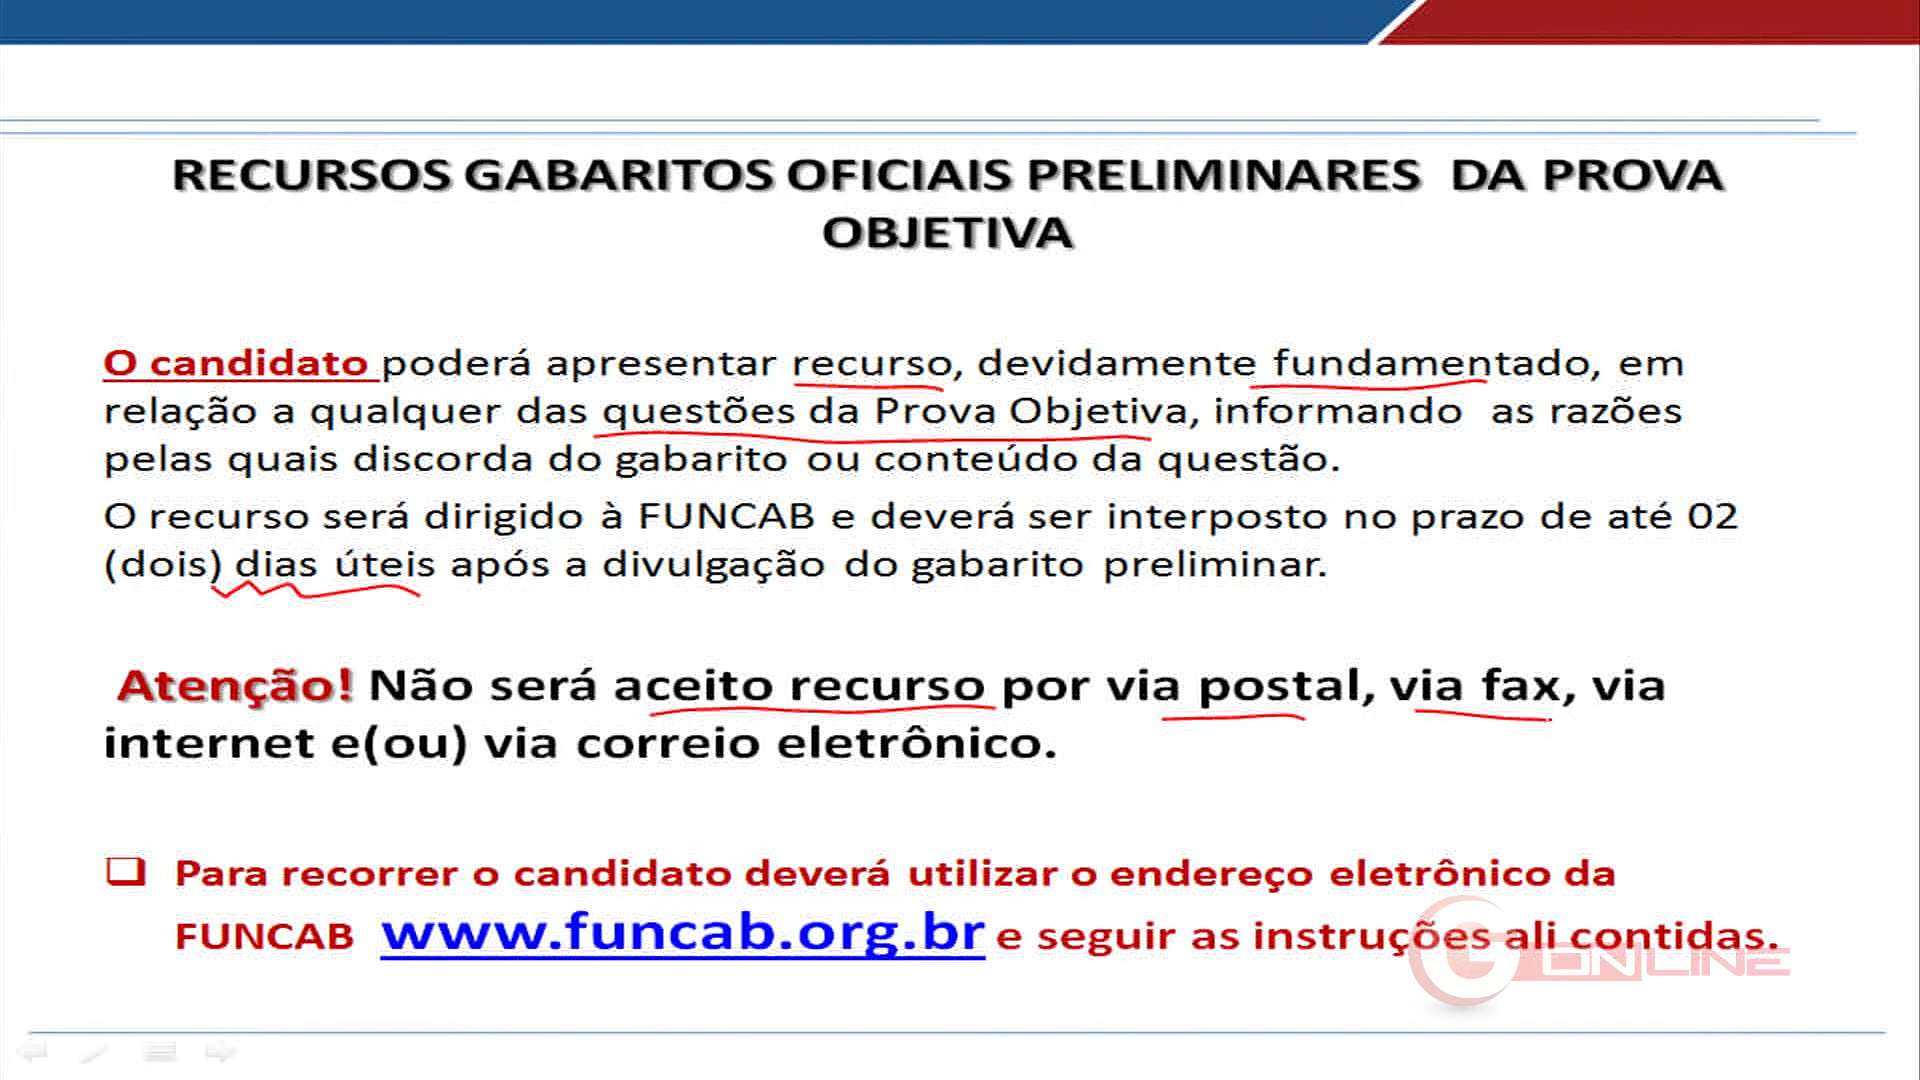 RECURSOS GABARITOS OFICIAIS PRELIMINARES DA PROVA
OBJETIVA
O candidato poderá apresentar recurso, devidamente fundamentado, em
relação a qualquer das questões da Prova Objetiva, informando as razões
pelas quais discorda do gabarito ou conteúdo da questão.
O recurso será dirigido à FUNCAB e deverá ser interposto no prazo de até 02
(dois) dias úteis após a divulgação do gabarito preliminar.
Atenção! Não será aceito recurso por via postal, via fax, via
internet e(ou) via correio eletrônico.
Para recorrer o candidato deverá utilizar o endereço eletrônico da
FUNCAB www.funcab.org.br e seguir as instruções ali contidas.
G ONLINE